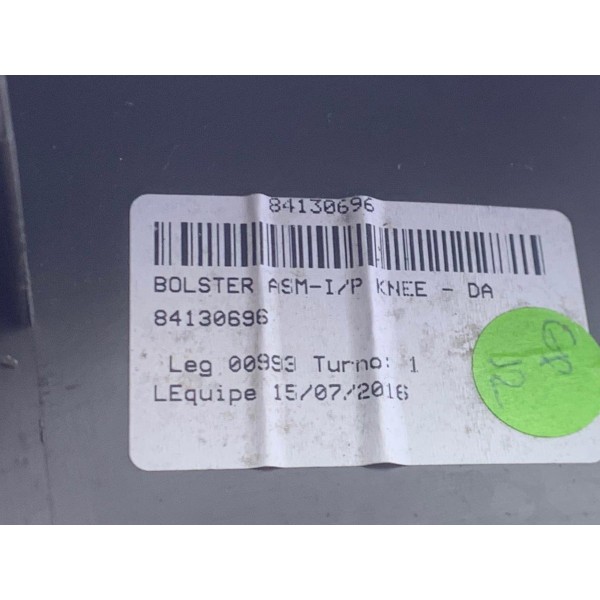 84130696
BOLSTER ASM-I/P KNEE - DA
84130696
Leg 00993 Turno: 1
LEquipe 15/07/2016